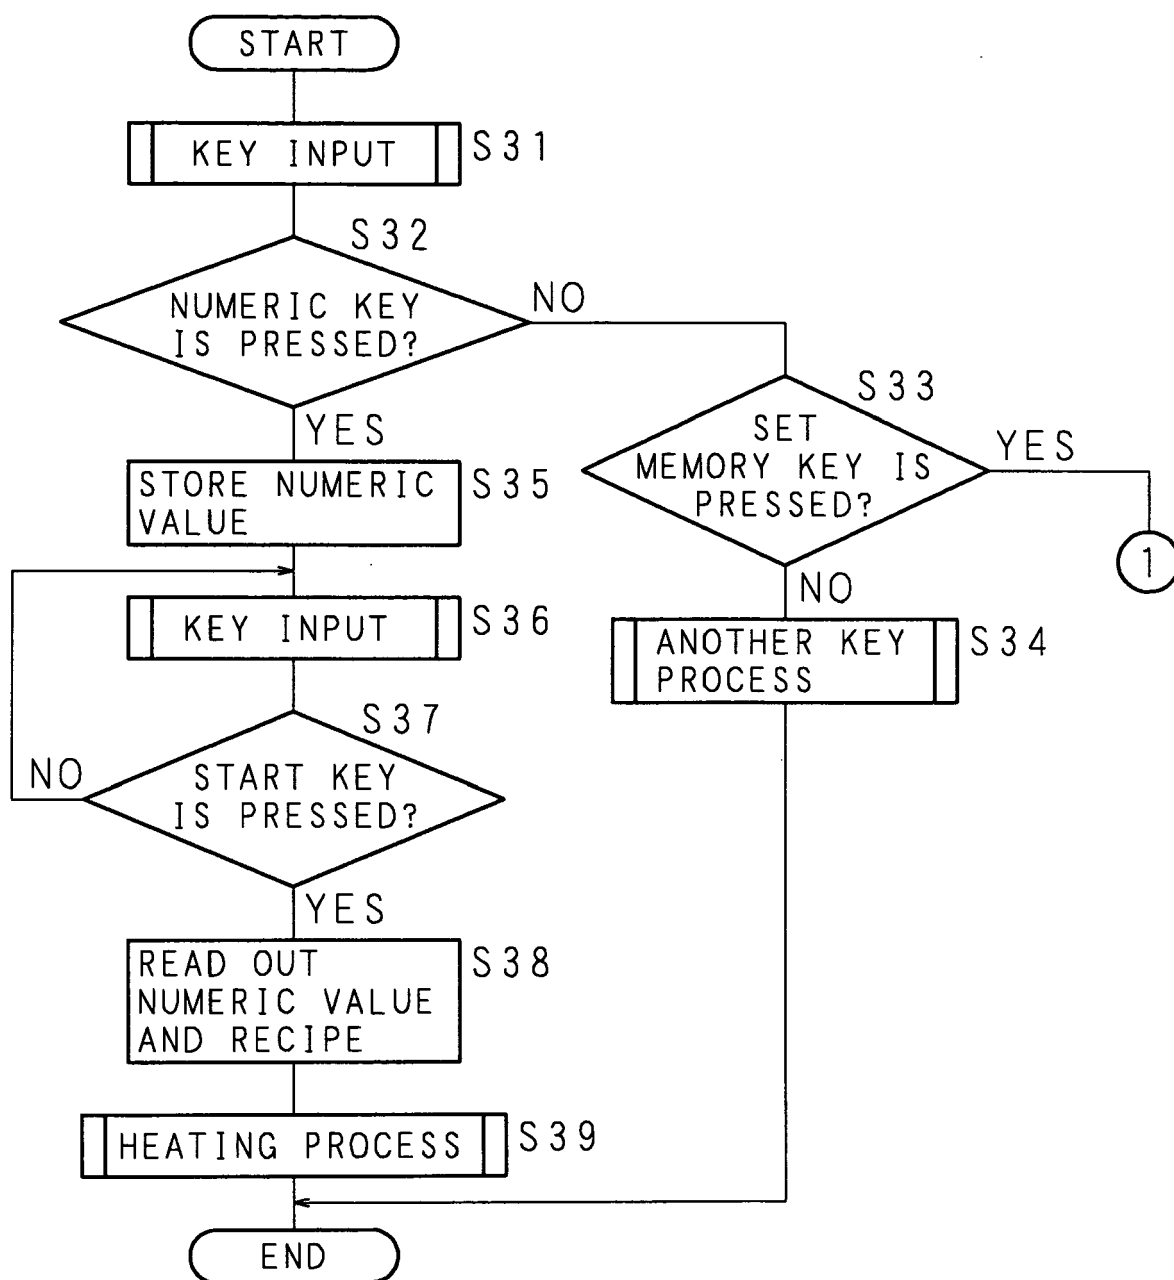 START
KEY INPUT
S31
S32
NUMERIC KEY
IS PRESSED?
NO
YES
S33
SET
MEMORY KEY IS
PRESSED?
YES
1
NO
ANOTHER KEY
PROCESS
S34
STORE NUMERIC
VALUE
S35
KEY INPUT
S36
S37
START KEY
IS PRESSED?
NO
YES
READ OUT
NUMERIC VALUE
AND RECIPE
S38
HEATING PROCESS
S39
END